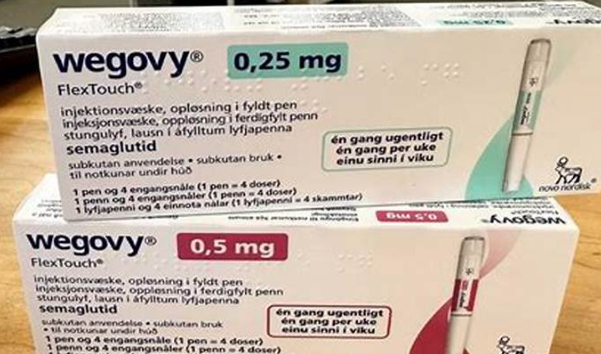 wegovy® 0,25 mg
FlexTouch®
injektionsvæske, opløsning i fyldt pen
injeksjonsvæske, oppløsning i ferdigfylt penn
stungulyf, lausn í áfylltum lyfjapenna
semaglutid
subkutan anvendelse • subkutan bruk •
til notkunar undir húð
1 pen og 4 engangsnåle (1 pen = 4 doser)
1 penn og 4 engangsnåler (1 penn = 4 doser)
1 lyfjapenni og 4 einnota nálar (1 lyfjapenni = 4 skammtar)
én gang ugentligt
én gang per uke
einu sinni í viku
novo nordisk®
0,5 mg
wegovy®
wegovy® 0,5 mg
FlexTouch®
injektionsvæske, opløsning i fyldt pen
injeksjonsvæske, oppløsning i ferdigfylt penn
stungulyf, lausn í áfylltum lyfjapenna
semaglutid
subkutan anvendelse • subkutan bruk
• til notkunar undir húð
1 pen og 4 engangsnåle (1 pen = 4 doser)
1 penn og 4 engangsnåler (1 penn = 4 doser)
én gang ugentligt
én gang per uke
einu sinni í viku